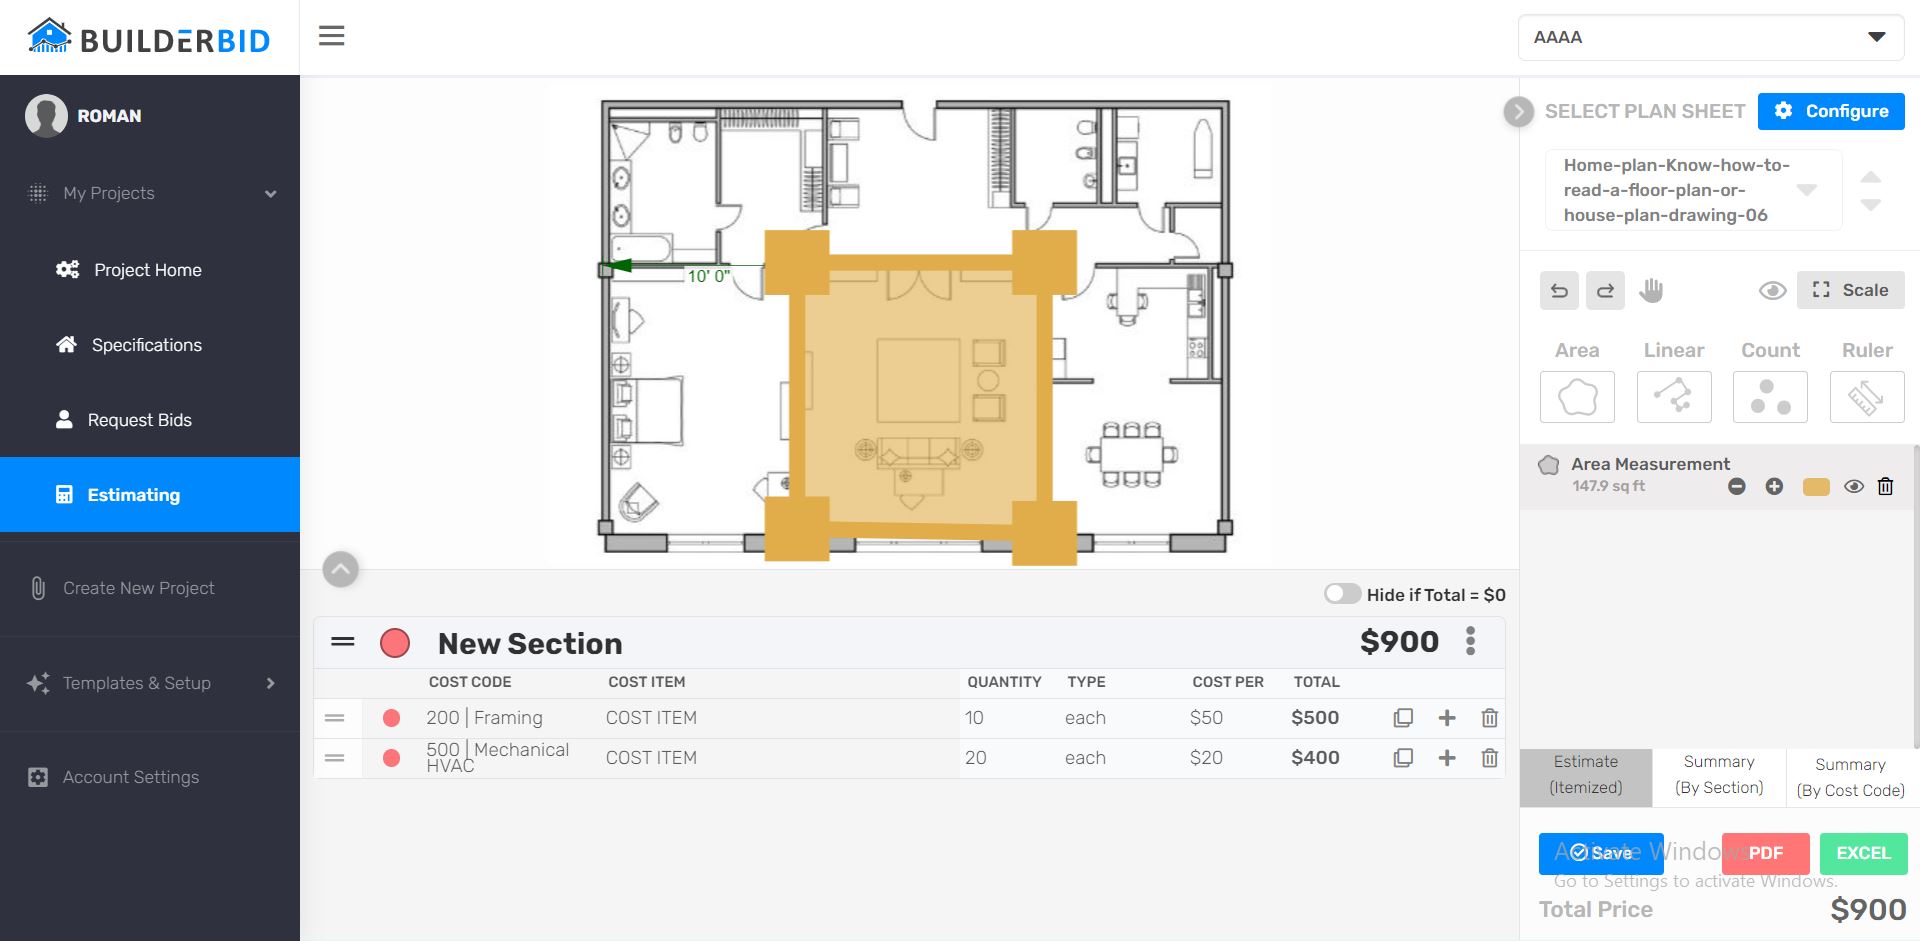 BUILDERBID
AAAA
ROMAN
My Projects
Project Home
Specifications
Request Bids
Estimating
Create New Project
Templates & Setup
Account Settings
10' 0"
SELECT PLAN SHEET
Configure
Home-plan-Know-how-to-
read-a-floor-plan-or-
house-plan-drawing-06
Scale
Area Linear Count Ruler
Area Measurement
147.9 sq ft
Hide if Total = $0
New Section $900
COST CODE COST ITEM QUANTITY TYPE COST PER TOTAL
200 | Framing COST ITEM 10 each $50 $500
500 | Mechanical
HVAC COST ITEM 20 each $20 $400
Estimate
(Itemized)
Summary
(By Section)
Summary
(By Cost Code)
Save PDF EXCEL
Activate Windows
Go to Settings to activate Windows.
Total Price $900